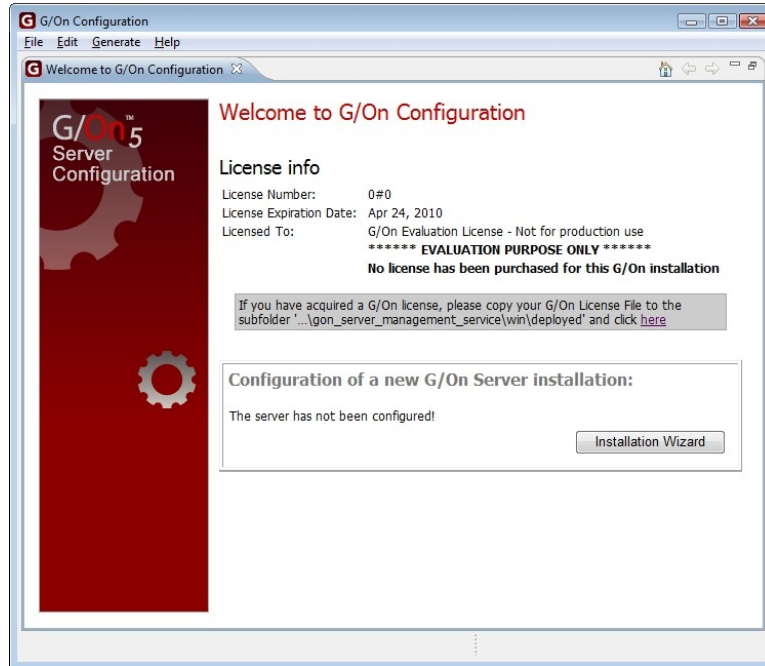 G/On Configuration
File Edit Generate Help
Welcome to G/On Configuration
G/On™5
Server
Configuration
Welcome to G/On Configuration
License info
License Number: 0#0
License Expiration Date: Apr 24, 2010
Licensed To: G/On Evaluation License - Not for production use
****** EVALUATION PURPOSE ONLY ******
No license has been purchased for this G/On installation
If you have acquired a G/On license, please copy your G/On License File to the
subfolder '...\gon_server_management_service\win\deployed' and click here
Configuration of a new G/On Server installation:
The server has not been configured!
Installation Wizard